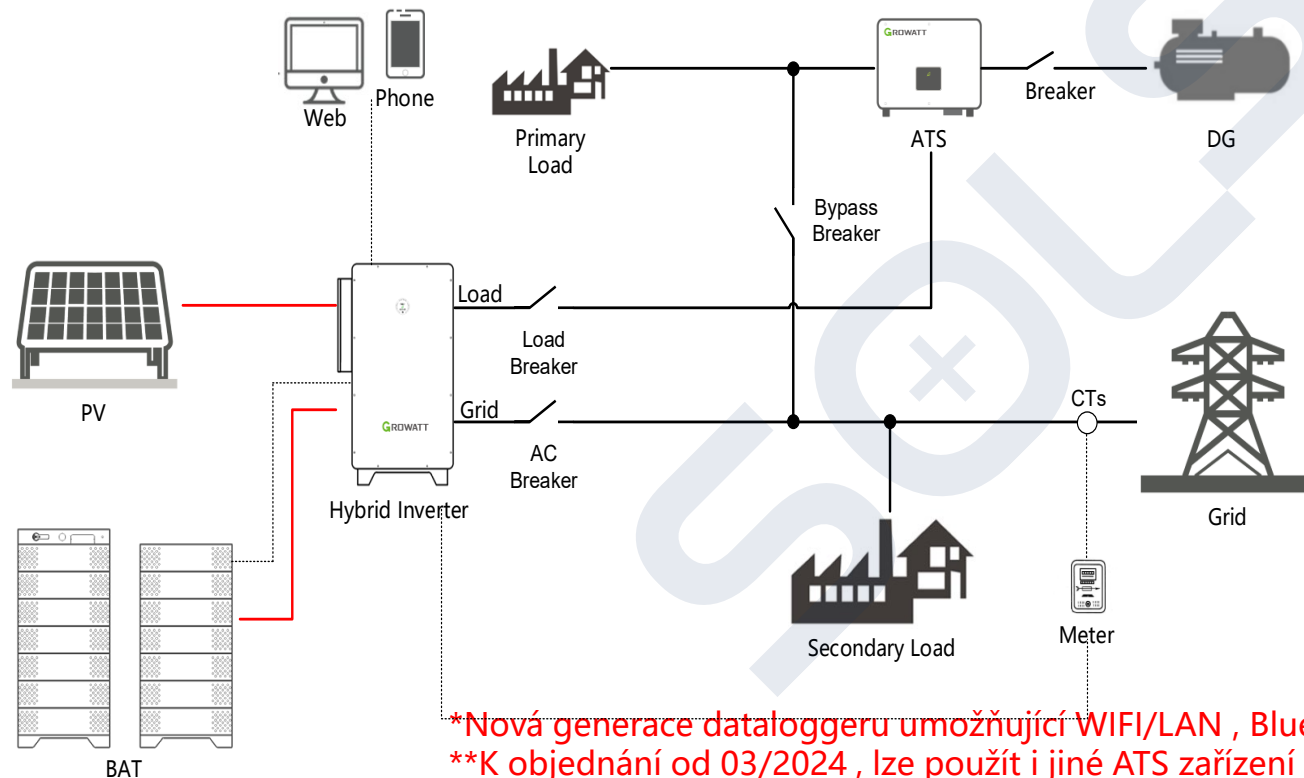 GROWATT
Web
Phone
Primary
Load
ATS
Breaker
DG
Bypass
Breaker
Load
Load
Breaker
PV
Grid
AC
Breaker
CTs
GROWATT
Hybrid Inverter
Grid
Secondary Load
Meter
BAT
*Nová generace dataloggeru umožňující WIFI/LAN , Blue
**K objednání od 03/2024 , lze použít i jiné ATS zařízení
SOLS